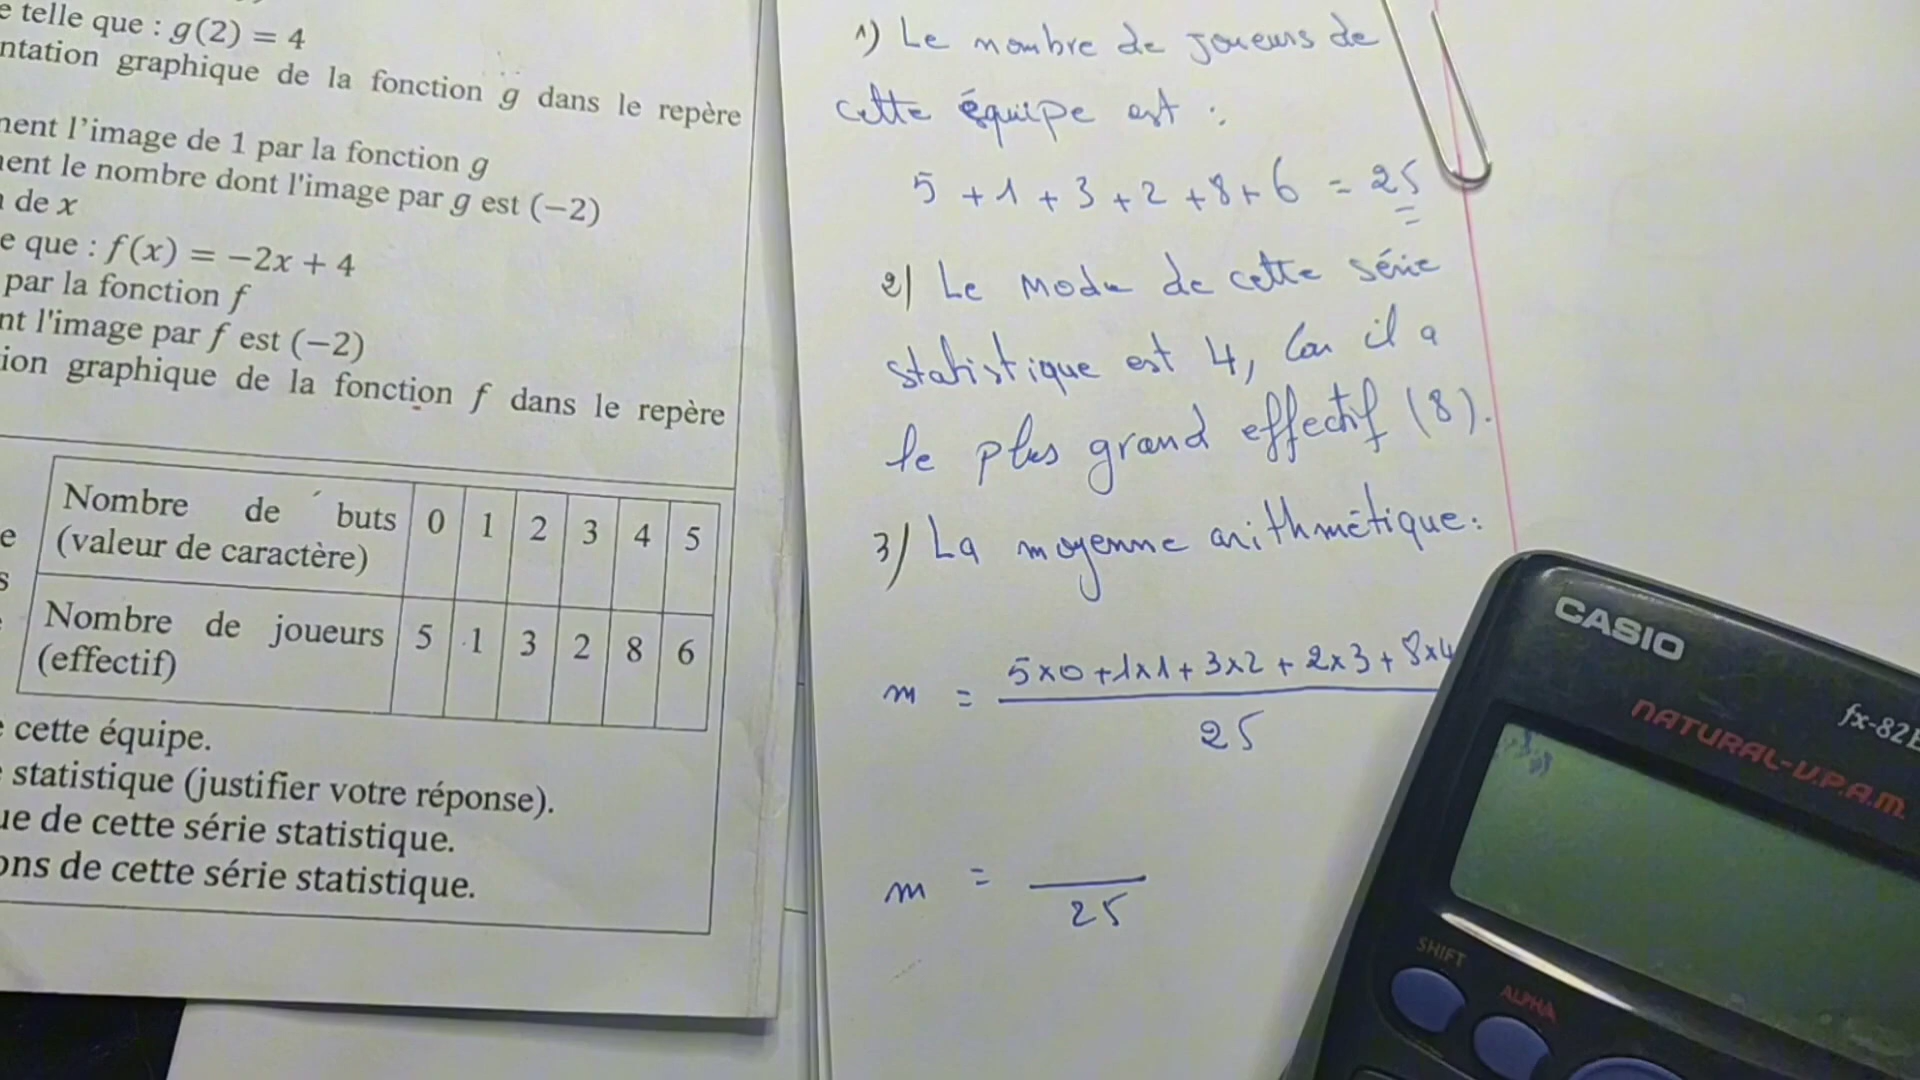 e telle que : g(2) = 4
ntation graphique de la fonction g dans le repère
nent l'image de 1 par la fonction g
ent le nombre dont l'image par g est (−2)
de x
e que : f(x) = −2x + 4
par la fonction f
nt l'image par f est (−2)
ion graphique de la fonction f dans le repère
e
s
Nombre de buts (valeur de caractère) 0 1 2 3 4 5
Nombre de joueurs (effectif) 5 1 3 2 8 6
cette équipe.
statistique (justifier votre réponse).
ue de cette série statistique.
ons de cette série statistique.
1) Le nombre de joueurs de
cette équipe est :
5 + 1 + 3 + 2 + 8 + 6 = 25
2) Le Mode de cette série
statistique est 4, Car il a
le plus grand effectif (8).
3) La moyenne arithmétique:
m = 5×0 + 1×1 + 3×2 + 2×3 + 8×4
25
m =
25
CASIO
fx-82E
NATURAL-V.P.A.M.
SHIFT
ALPHA